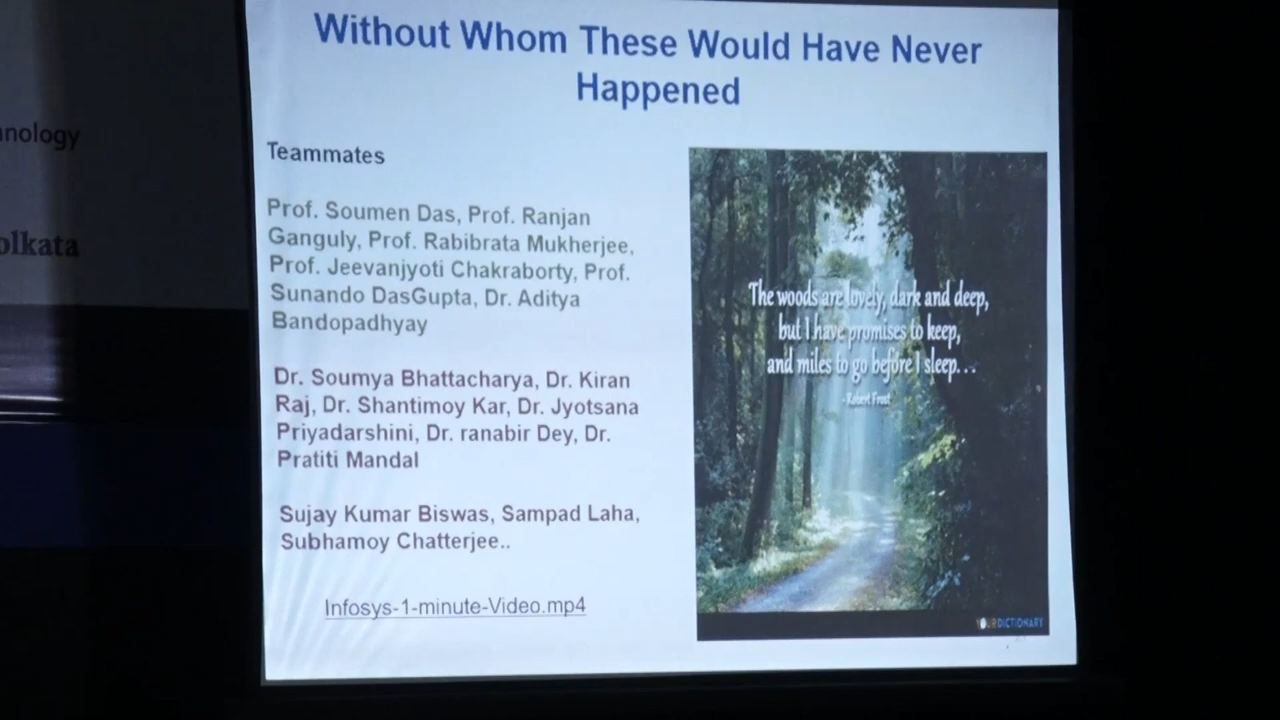 Without Whom These Would Have Never
Happened
nology
olkata
Teammates
Prof. Soumen Das, Prof. Ranjan
Ganguly, Prof. Rabibrata Mukherjee,
Prof. Jeevanjyoti Chakraborty, Prof.
Sunando DasGupta, Dr. Aditya
Bandopadhyay
Dr. Soumya Bhattacharya, Dr. Kiran
Raj, Dr. Shantimoy Kar, Dr. Jyotsana
Priyadarshini, Dr. ranabir Dey, Dr.
Pratiti Mandal
Sujay Kumar Biswas, Sampad Laha,
Subhamoy Chatterjee..
Infosys-1-minute-Video.mp4
The woods are lovely, dark and deep,
but I have promises to keep,
and miles to go before I sleep...
- Robert Frost
YOURDICTIONARY